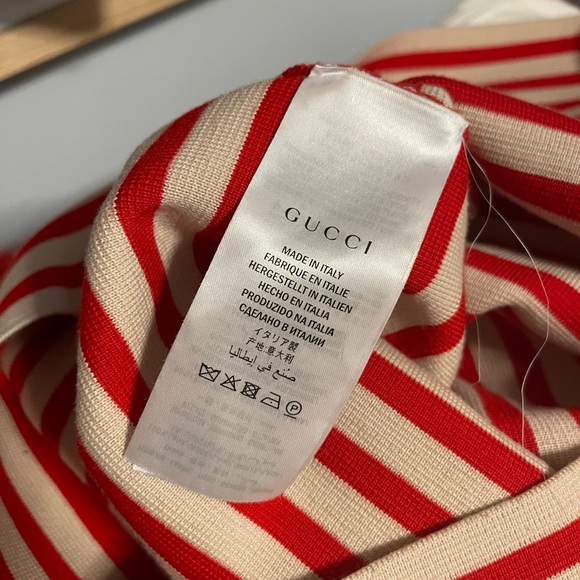 GUCCI
MADE IN ITALY
FABRIQUE EN ITALIE
HERGESTELLT IN ITALIEN
HECHO EN ITALIA
PRODUZIDO NA ITALIA
СДЕЛАНО В ИТАЛИИ
イタリア製
产地:意大利
صنع في إيطاليا